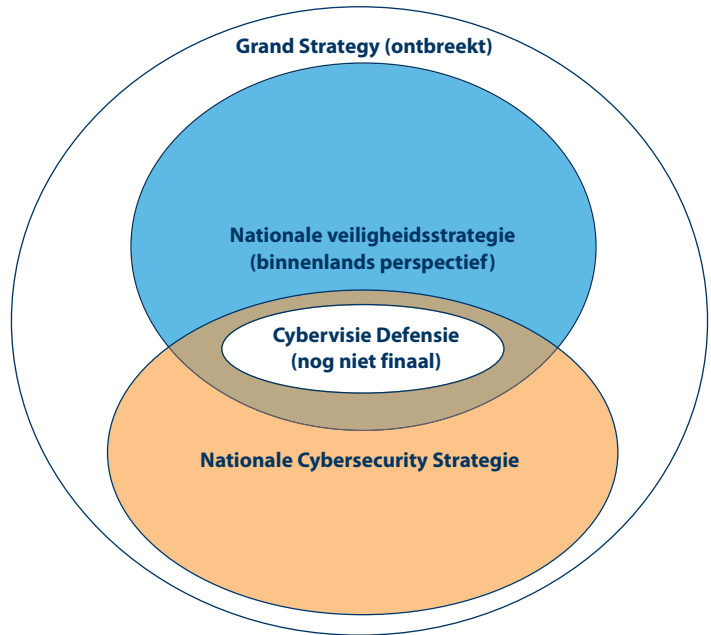 Grand Strategy (ontbreekt)
Nationale veiligheidsstrategie
(binnenlands perspectief)
Cybervisie Defensie
(nog niet finaal)
Nationale Cybersecurity Strategie